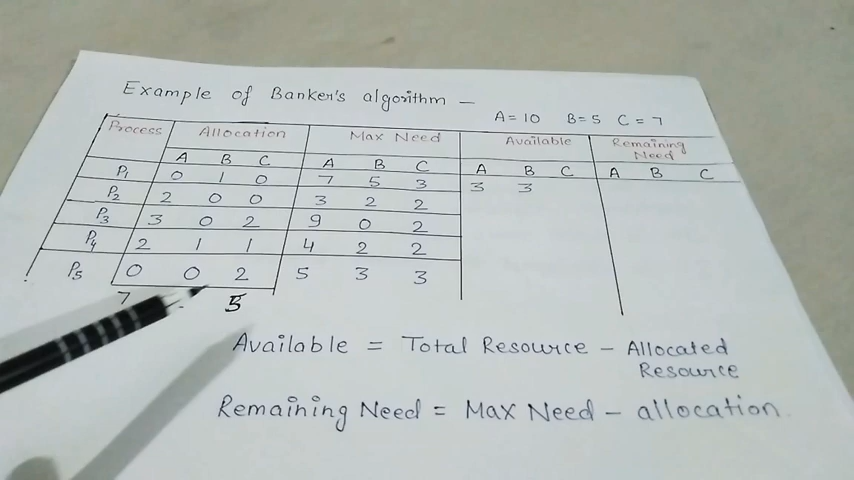 Example of Banker's algorithm —
A = 10 B = 5 C = 7
Process Allocation Max Need Available Remaining Need
A B C A B C A B C A B C
P1 0 1 0 7 5 3 3 3
P2 2 0 0 3 2 2
P3 3 0 2 9 0 2
P4 2 1 1 4 2 2
P5 0 0 2 5 3 3
7 5
Available = Total Resource — Allocated
Resource
Remaining Need = Max Need — allocation.